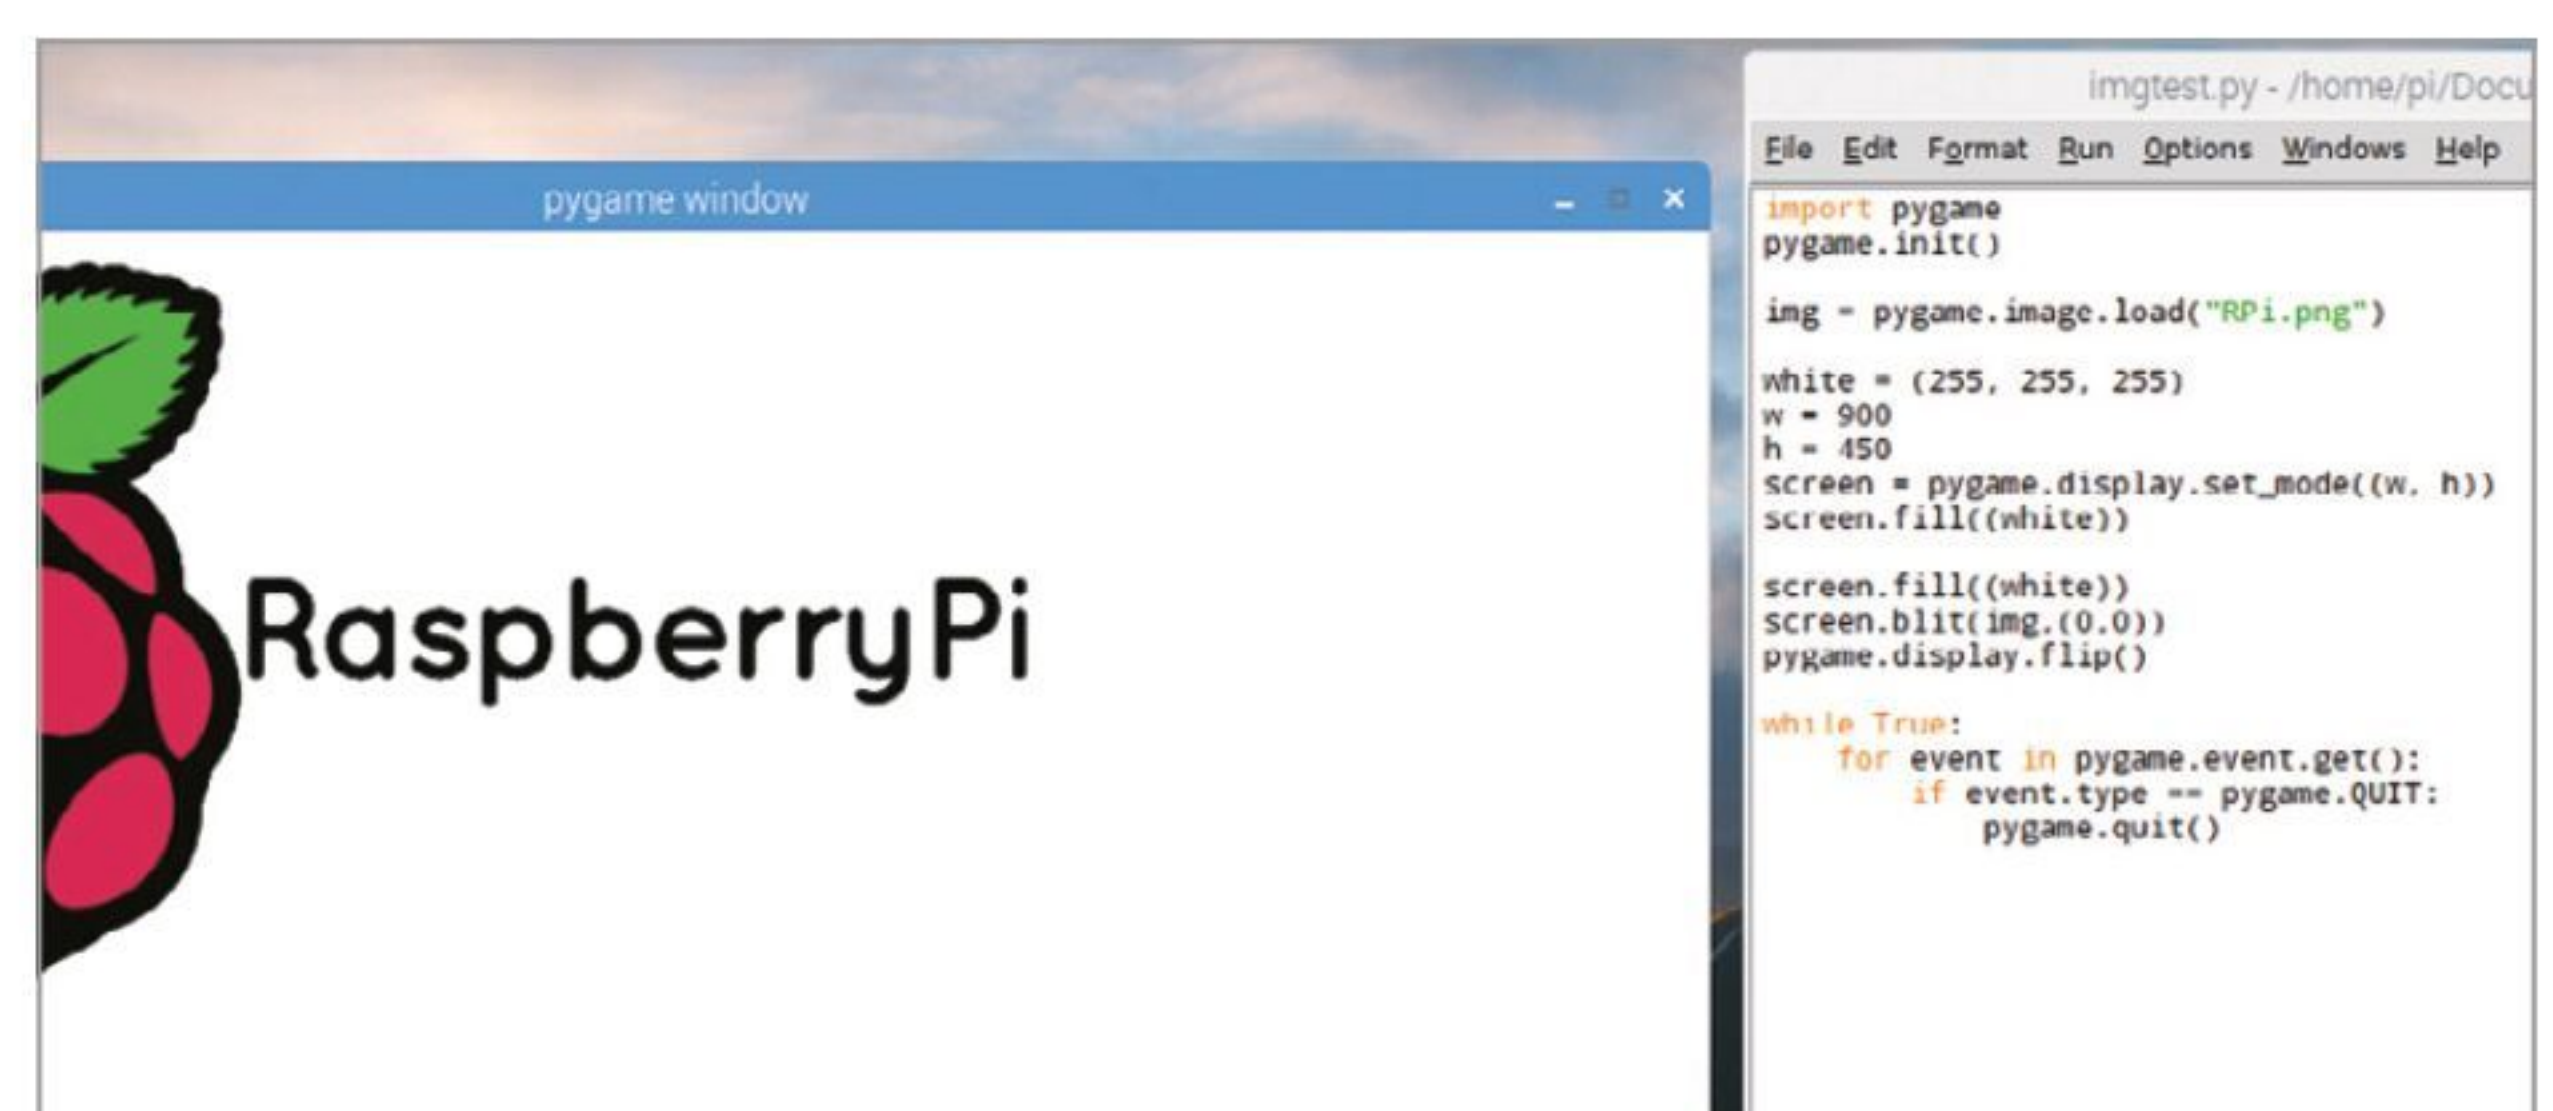 pygame window
RaspberryPi
imgtest.py - /home/pi/Docu
File Edit Format Run Options Windows Help
import pygame
pygame.init()
img = pygame.image.load("RPi.png")
white = (255, 255, 255)
w = 900
h = 450
screen = pygame.display.set_mode((w, h))
screen.fill((white))
screen.fill((white))
screen.blit(img,(0,0))
pygame.display.flip()
while True:
    for event in pygame.event.get():
        if event.type == pygame.QUIT:
            pygame.quit()